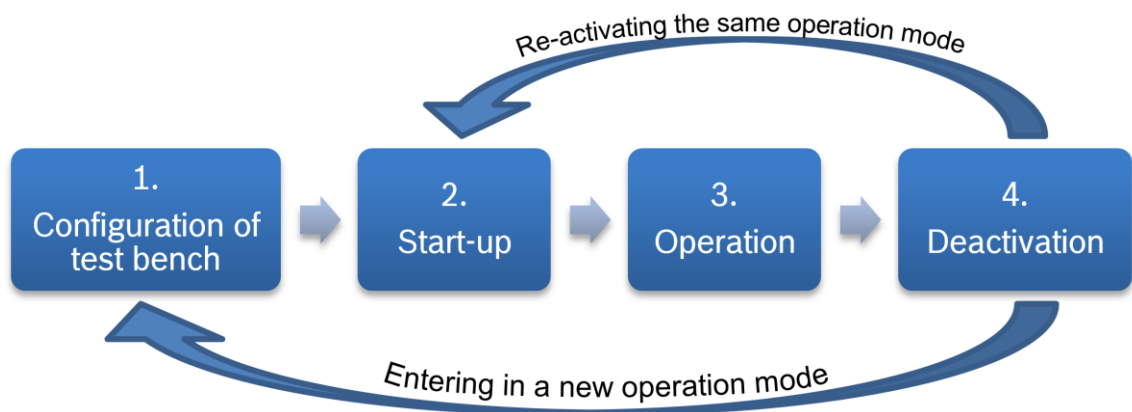 Re-activating the same operation mode
1.
Configuration of
test bench
2.
Start-up
3.
Operation
4.
Deactivation
Entering in a new operation mode